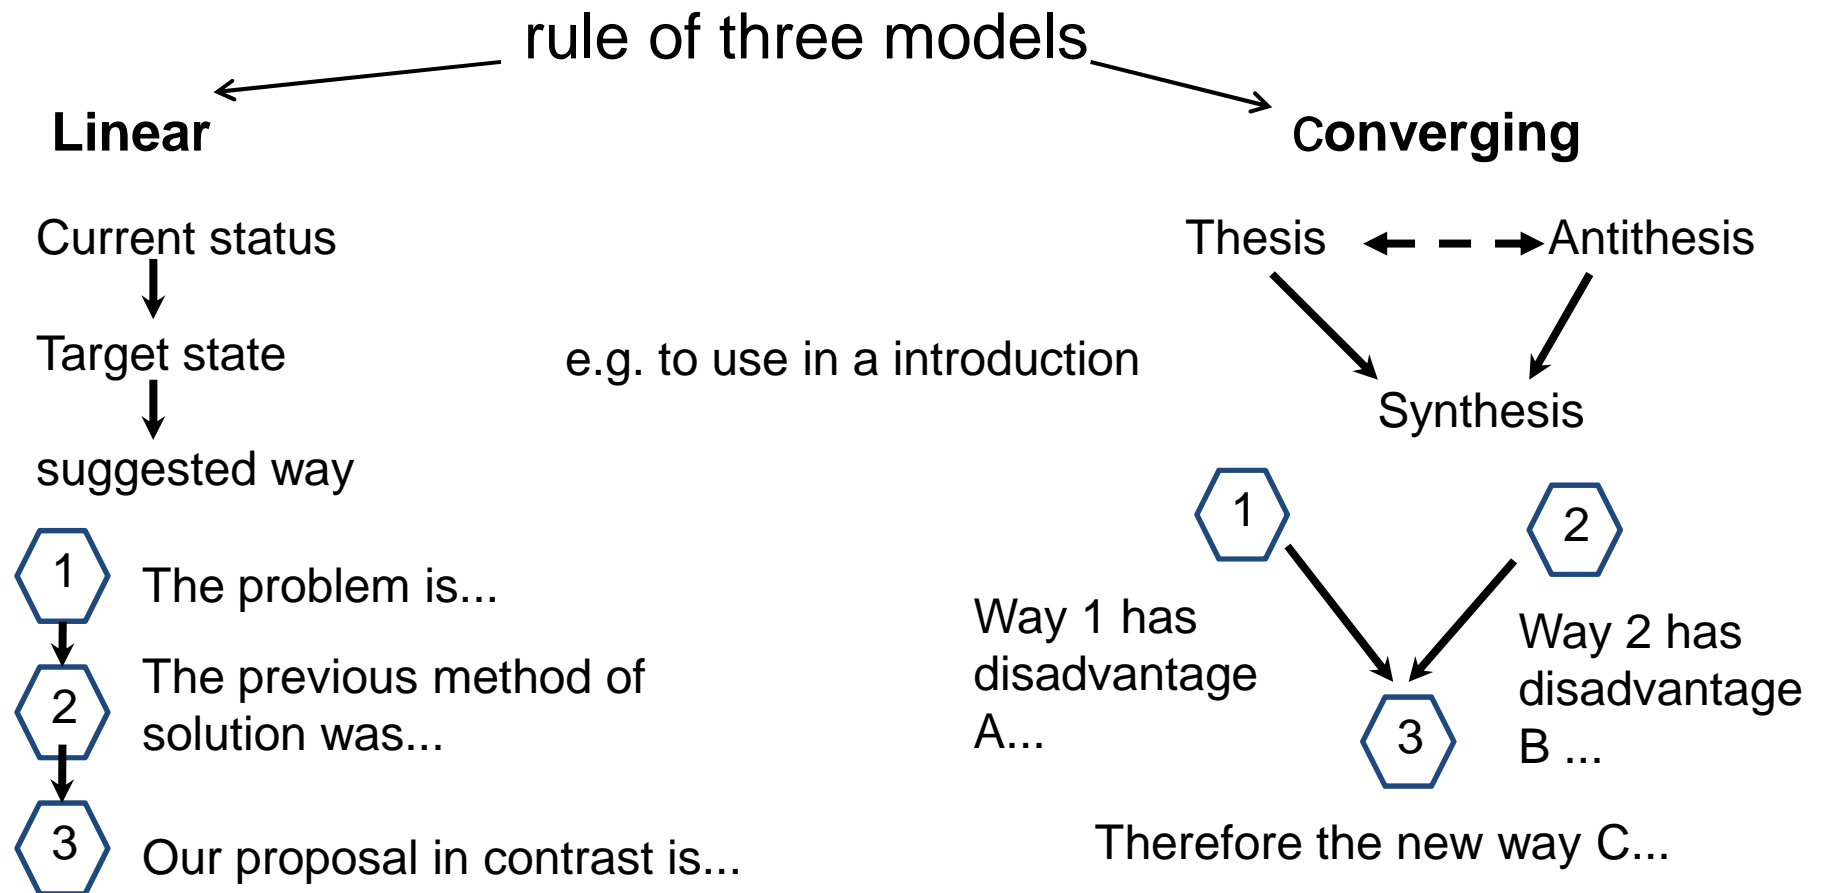 rule of three models
Linear
Current status
Target state
suggested way
1
The problem is...
2
The previous method of
solution was...
3
Our proposal in contrast is...
e.g. to use in a introduction
Converging
Thesis
Antithesis
Synthesis
1
2
Way 1 has
disadvantage
A...
Way 2 has
disadvantage
B ...
3
Therefore the new way C...